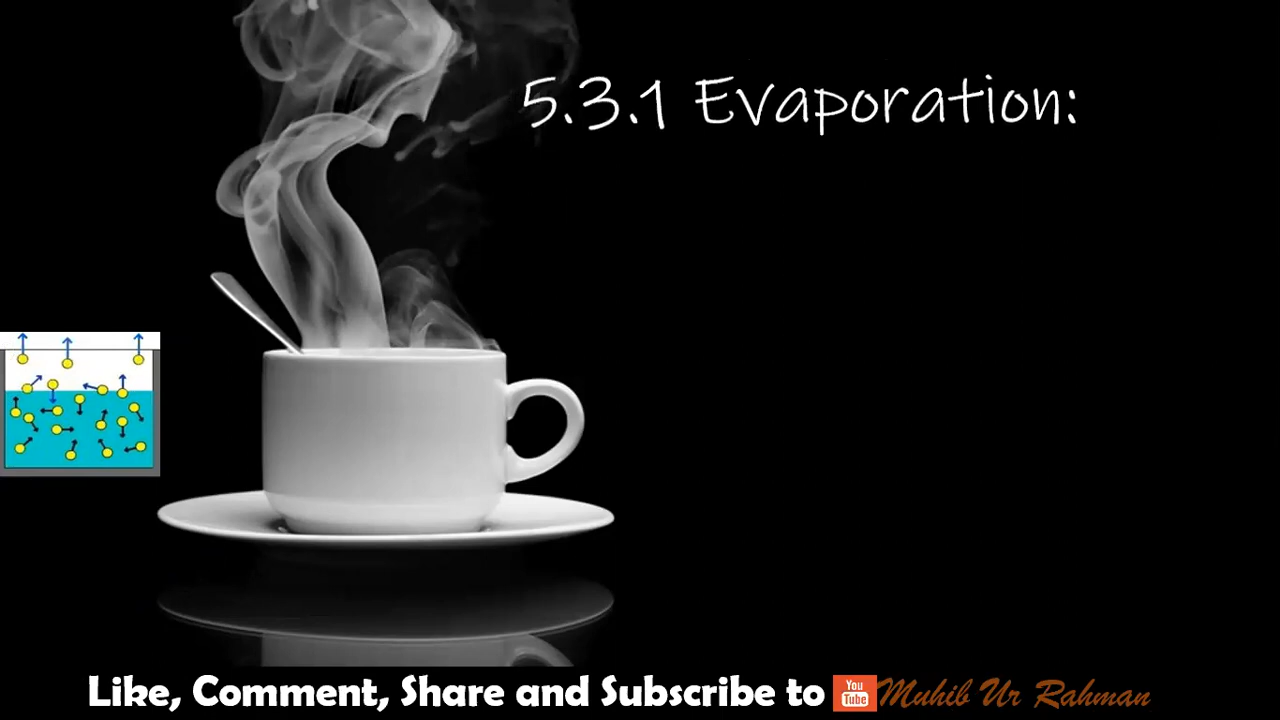 5.3.1 Evaporation:
Like, Comment, Share and Subscribe to You Tube Muhib Ur Rahman